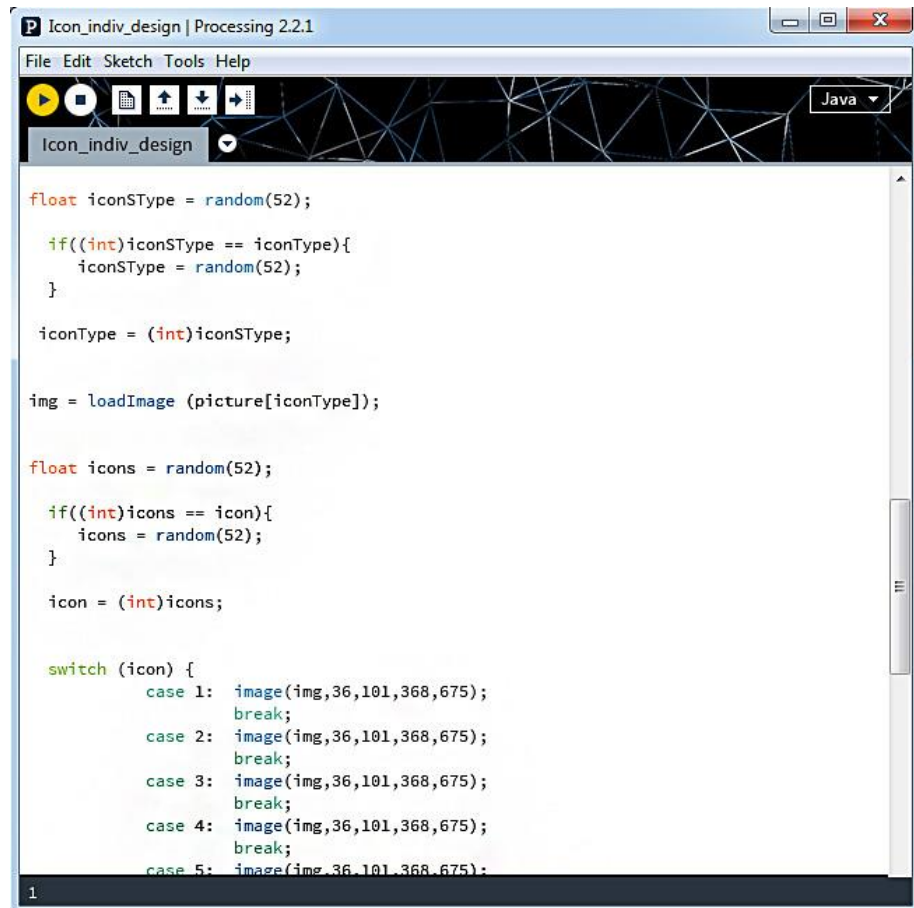 Icon_indiv_design | Processing 2.2.1
File Edit Sketch Tools Help
Java
Icon_indiv_design
float iconSType = random(52);
if((int)iconSType == iconType){
iconSType = random(52);
}
iconType = (int)iconSType;
img = loadImage (picture[iconType]);
float icons = random(52);
if((int)icons == icon){
icons = random(52);
}
icon = (int)icons;
switch (icon) {
case 1: image(img,36,101,368,675);
break;
case 2: image(img,36,101,368,675);
break;
case 3: image(img,36,101,368,675);
break;
case 4: image(img,36,101,368,675);
break;
case 5: image(img,36,101,368,675);
1